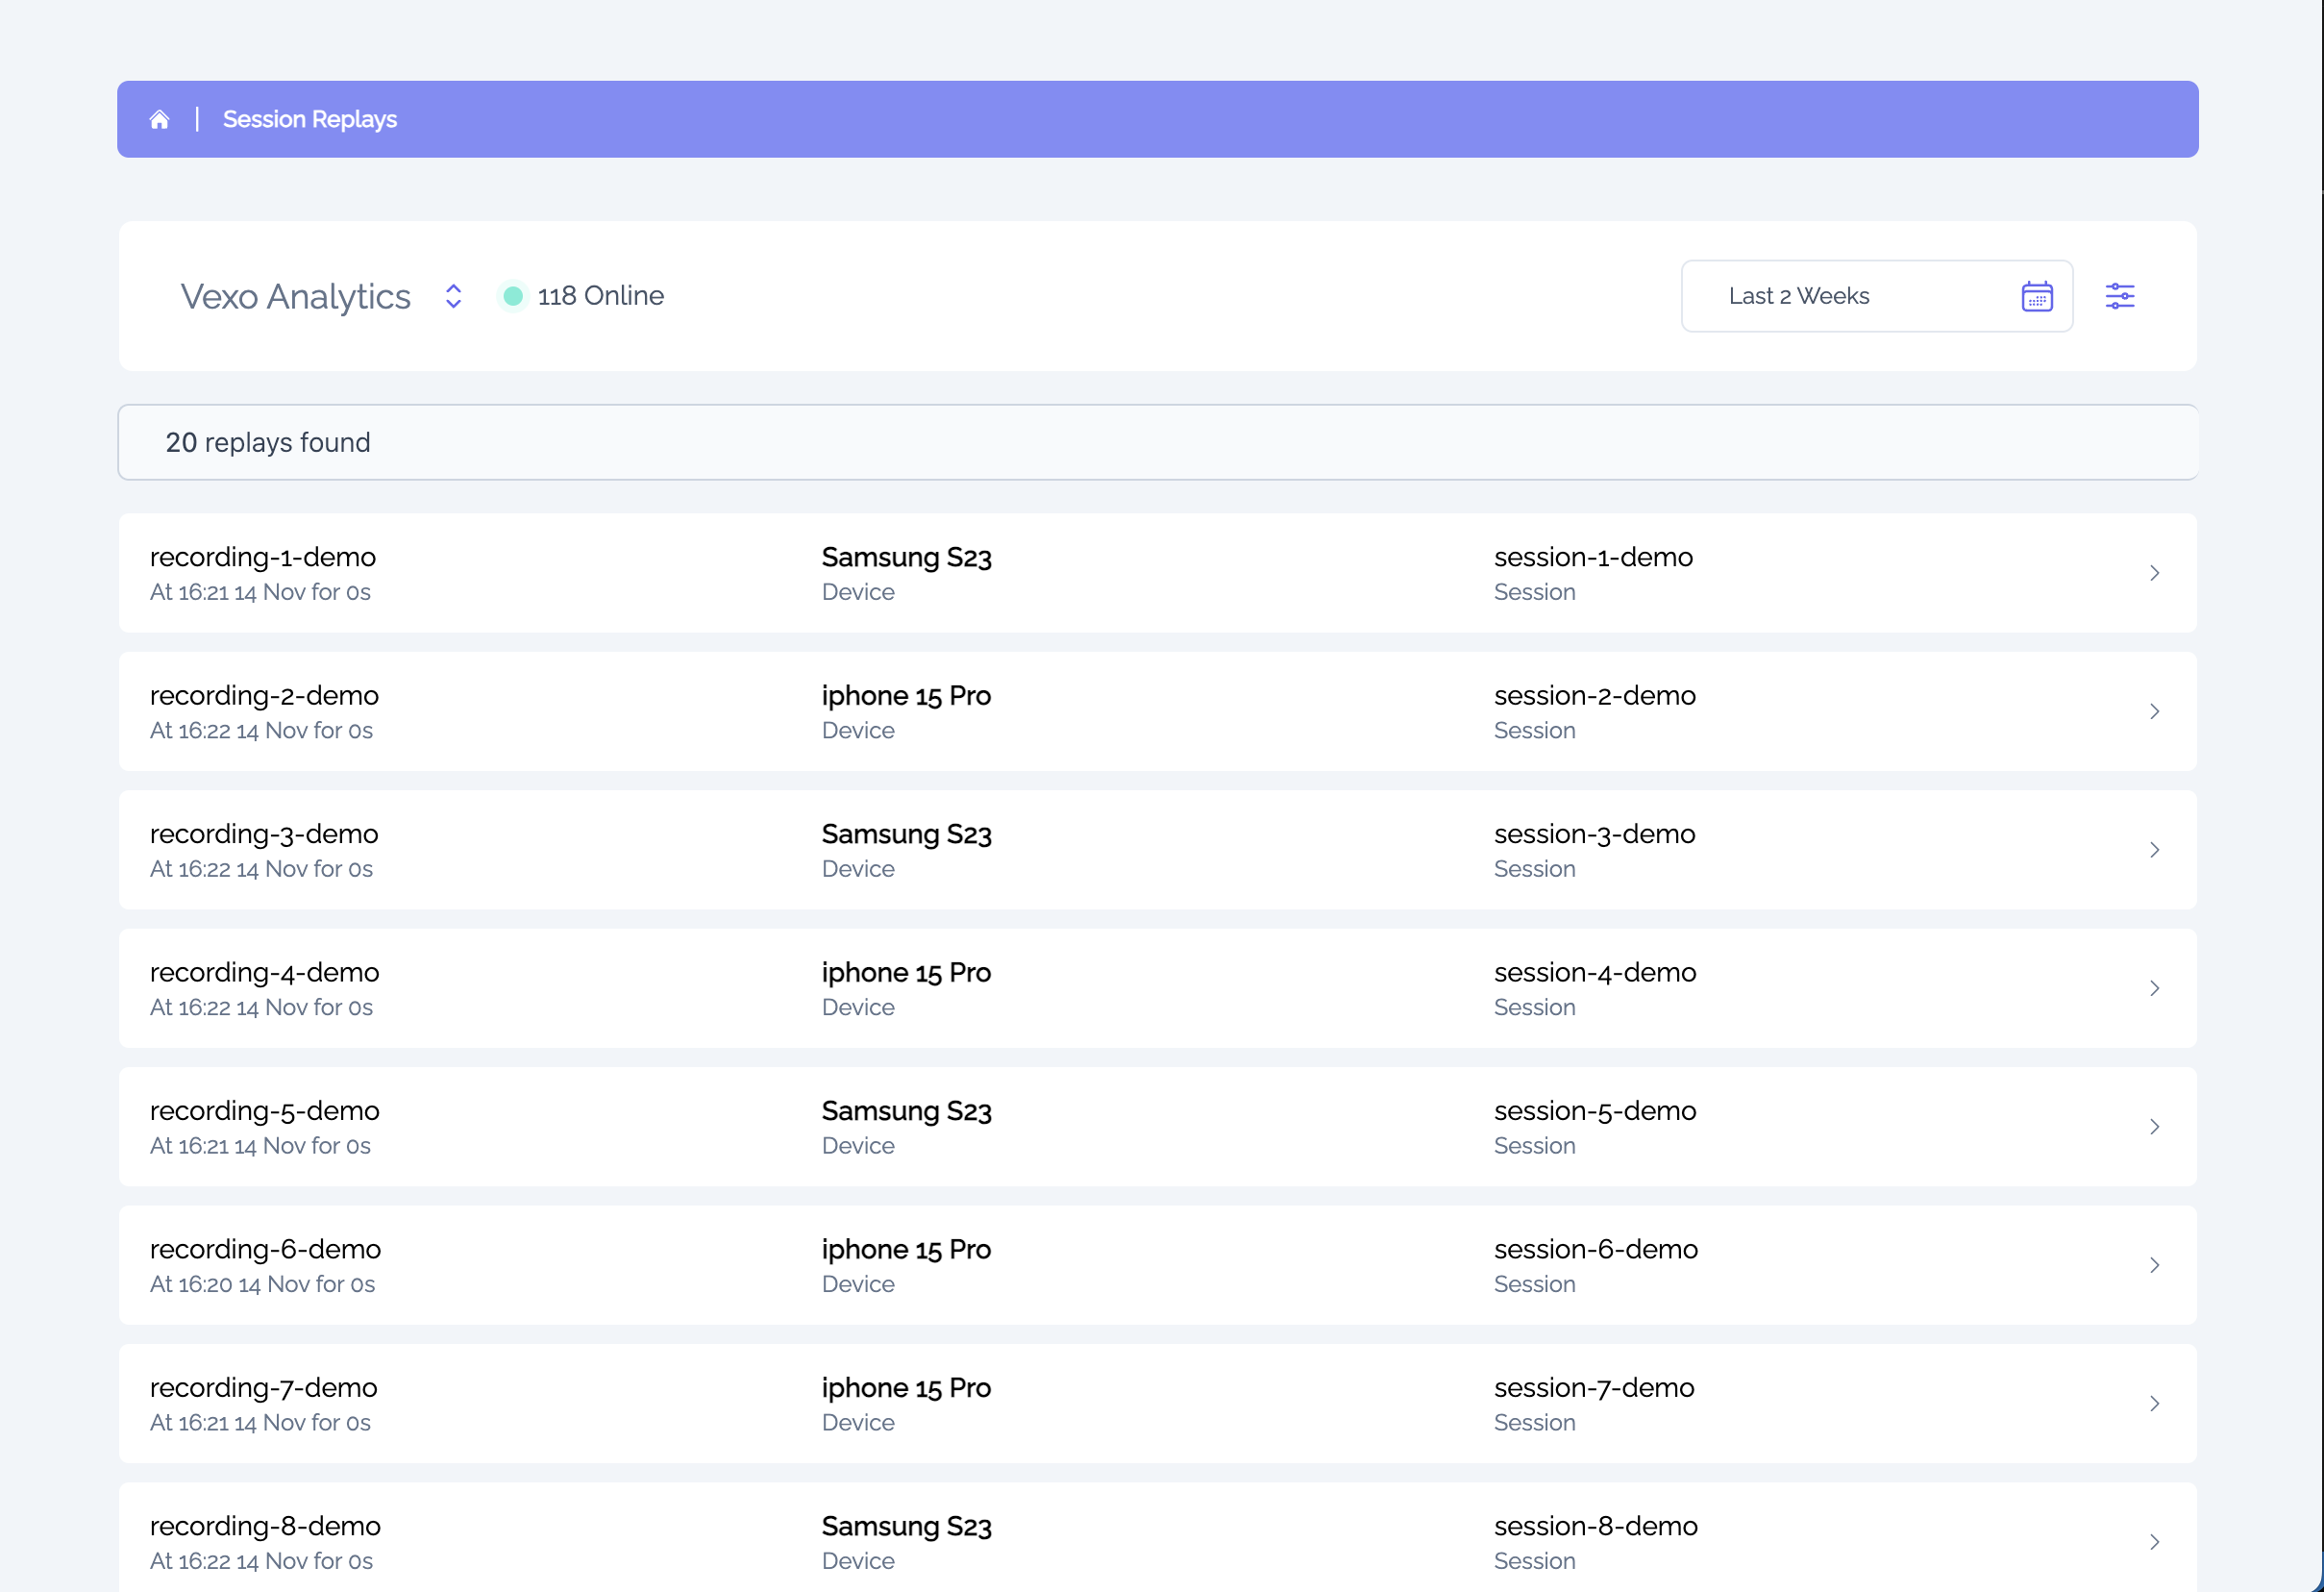 Session Replays
Vexo Analytics
118 Online
Last 2 Weeks
20 replays found
recording-1-demo
At 16:21 14 Nov for 0s
Samsung S23
Device
session-1-demo
Session
recording-2-demo
At 16:22 14 Nov for 0s
iphone 15 Pro
Device
session-2-demo
Session
recording-3-demo
At 16:22 14 Nov for 0s
Samsung S23
Device
session-3-demo
Session
recording-4-demo
At 16:22 14 Nov for 0s
iphone 15 Pro
Device
session-4-demo
Session
recording-5-demo
At 16:21 14 Nov for 0s
Samsung S23
Device
session-5-demo
Session
recording-6-demo
At 16:20 14 Nov for 0s
iphone 15 Pro
Device
session-6-demo
Session
recording-7-demo
At 16:21 14 Nov for 0s
iphone 15 Pro
Device
session-7-demo
Session
recording-8-demo
At 16:22 14 Nov for 0s
Samsung S23
Device
session-8-demo
Session